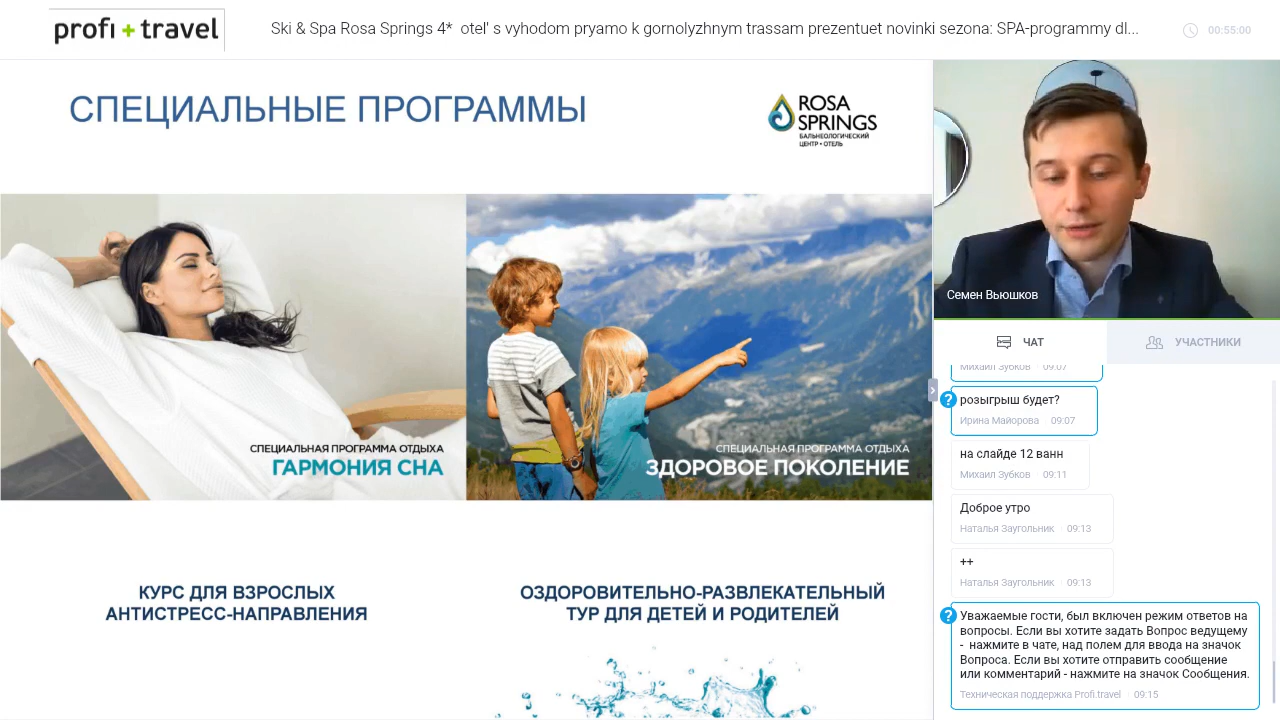 profi + travel
Ski & Spa Rosa Springs 4*  otel' s vyhodom pryamo k gornolyzhnym trassam prezentuet novinki sezona: SPA-programmy dl...
00:55:00
СПЕЦИАЛЬНЫЕ ПРОГРАММЫ
ROSA
SPRINGS
БАЛЬНЕОЛОГИЧЕСКИЙ
ЦЕНТР • ОТЕЛЬ
СПЕЦИАЛЬНАЯ ПРОГРАММА ОТДЫХА
ГАРМОНИЯ СНА
СПЕЦИАЛЬНАЯ ПРОГРАММА ОТДЫХА
ЗДОРОВОЕ ПОКОЛЕНИЕ
КУРС ДЛЯ ВЗРОСЛЫХ
АНТИСТРЕСС-НАПРАВЛЕНИЯ
ОЗДОРОВИТЕЛЬНО-РАЗВЛЕКАТЕЛЬНЫЙ
ТУР ДЛЯ ДЕТЕЙ И РОДИТЕЛЕЙ
Семен Вьюшков
ЧАТ
УЧАСТНИКИ
Михаил Зубков 09:07
розыгрыш будет?
Ирина Майорова 09:07
на слайде 12 ванн
Михаил Зубков 09:11
Доброе утро
Наталья Заугольник 09:13
++
Наталья Заугольник 09:13
Уважаемые гости, был включен режим ответов на
вопросы. Если вы хотите задать Вопрос ведущему
- нажмите в чате, над полем для ввода на значок
Вопроса. Если вы хотите отправить сообщение
или комментарий - нажмите на значок Сообщения.
Техническая поддержка Profi.travel 09:15